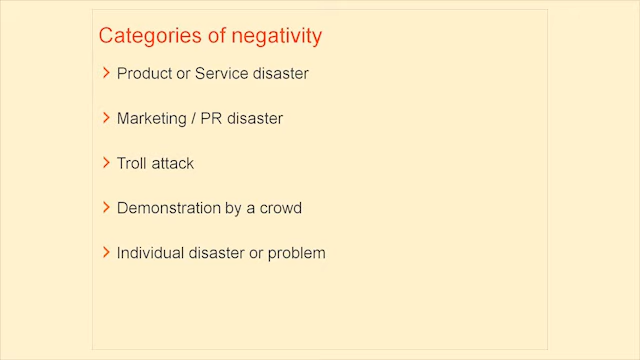 Categories of negativity
Product or Service disaster
Marketing / PR disaster
Troll attack
Demonstration by a crowd
Individual disaster or problem